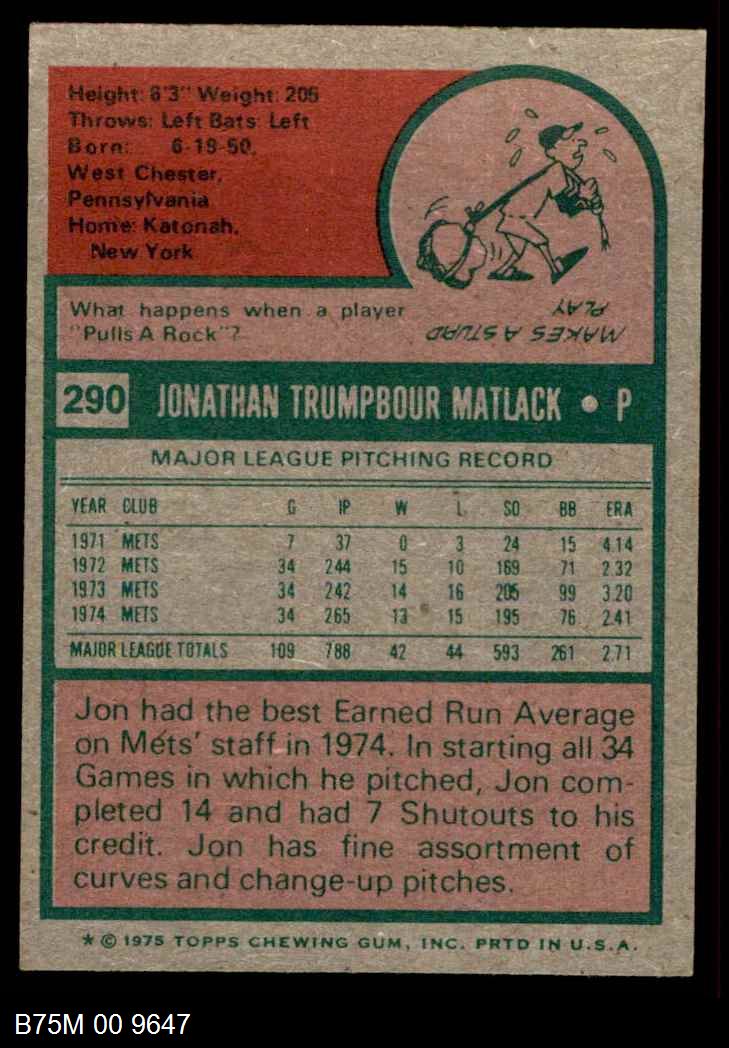 Height: 6'3" Weight: 205
Throws: Left Bats: Left
Born: 6-19-50,
West Chester,
Pennsylvania
Home: Katonah,
New York
What happens when a player
"Pulls A Rock"?
MAKES A STUPID
PLAY
290 JONATHAN TRUMPBOUR MATLACK • P
MAJOR LEAGUE PITCHING RECORD
YEAR CLUB G IP W L SO BB ERA
1971 METS 7 37 0 3 24 15 4.14
1972 METS 34 244 15 10 169 71 2.32
1973 METS 34 242 14 16 205 99 3.20
1974 METS 34 265 13 15 195 76 2.41
MAJOR LEAGUE TOTALS 109 788 42 44 593 261 2.71
Jon had the best Earned Run Average
on Mets' staff in 1974. In starting all 34
Games in which he pitched, Jon com-
pleted 14 and had 7 Shutouts to his
credit. Jon has fine assortment of
curves and change-up pitches.
★ © 1975 TOPPS CHEWING GUM, INC. PRTD IN U.S.A.
B75M 00 9647